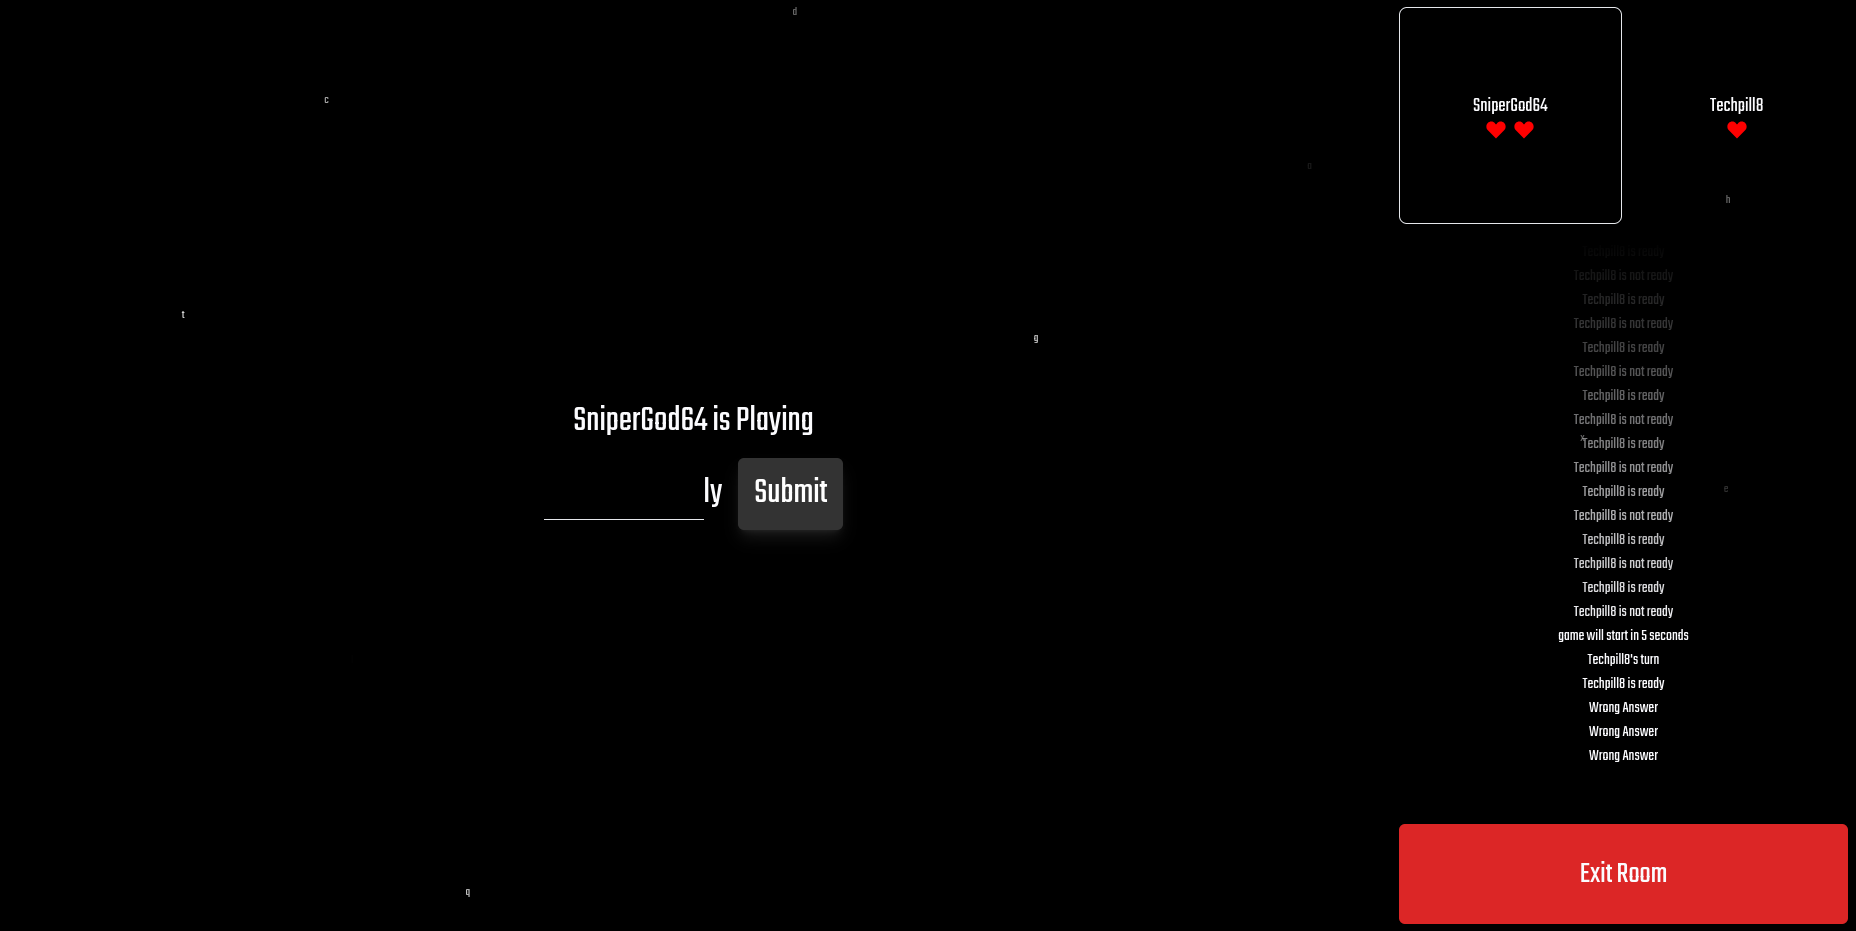 d
c
SniperGod64
Techpill8
h
t
g
SniperGod64 is Playing
ly
Submit
q
Techpill8 is ready
Techpill8 is not ready
Techpill8 is ready
Techpill8 is not ready
Techpill8 is ready
Techpill8 is not ready
Techpill8 is ready
Techpill8 is not ready
x
Techpill8 is ready
Techpill8 is not ready
Techpill8 is ready
e
Techpill8 is not ready
Techpill8 is ready
Techpill8 is not ready
Techpill8 is ready
Techpill8 is not ready
game will start in 5 seconds
Techpill8's turn
Techpill8 is ready
Wrong Answer
Wrong Answer
Wrong Answer
Exit Room